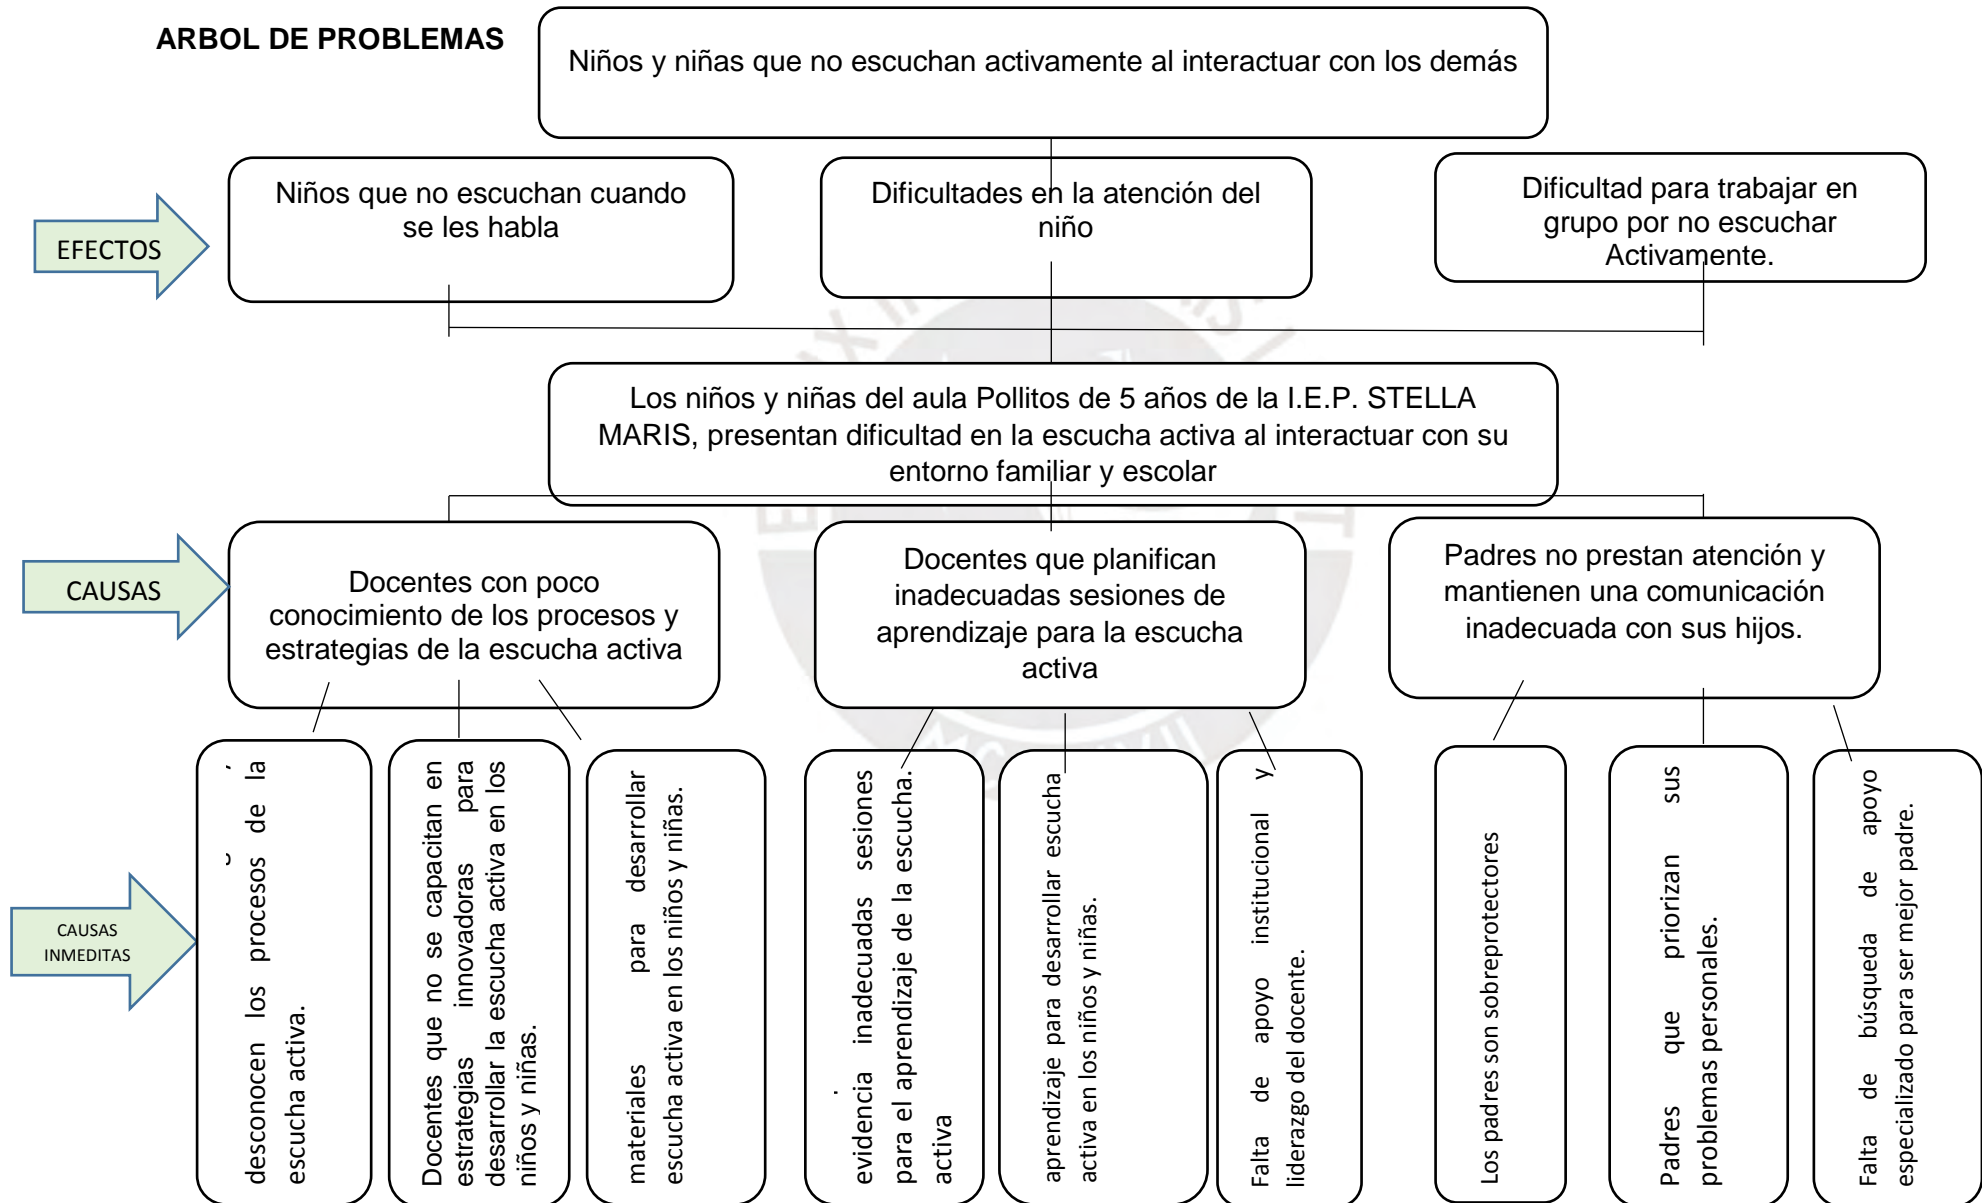 ARBOL DE PROBLEMAS
Niños y niñas que no escuchan activamente al interactuar con los demás
EFECTOS
Niños que no escuchan cuando
se les habla
Dificultades en la atención del
niño
Dificultad para trabajar en
grupo por no escuchar
Activamente.
Los niños y niñas del aula Pollitos de 5 años de la I.E.P. STELLA
MARIS, presentan dificultad en la escucha activa al interactuar con su
entorno familiar y escolar
CAUSAS
Docentes con poco
conocimiento de los procesos y
estrategias de la escucha activa
Docentes que planifican
inadecuadas sesiones de
aprendizaje para la escucha
activa
Padres no prestan atención y
mantienen una comunicación
inadecuada con sus hijos.
CAUSAS
INMEDITAS
desconocen los procesos de la
escucha activa.
Docentes que no se capacitan en
estrategias innovadoras para
desarrollar la escucha activa en los
niños y niñas.
materiales para desarrollar
escucha activa en los niños y niñas.
evidencia inadecuadas sesiones
para el aprendizaje de la escucha.
activa
aprendizaje para desarrollar escucha
activa en los niños y niñas.
Falta de apoyo institucional y
liderazgo del docente.
Los padres son sobreprotectores
Padres que priorizan sus
problemas personales.
Falta de búsqueda de apoyo
especializado para ser mejor padre.